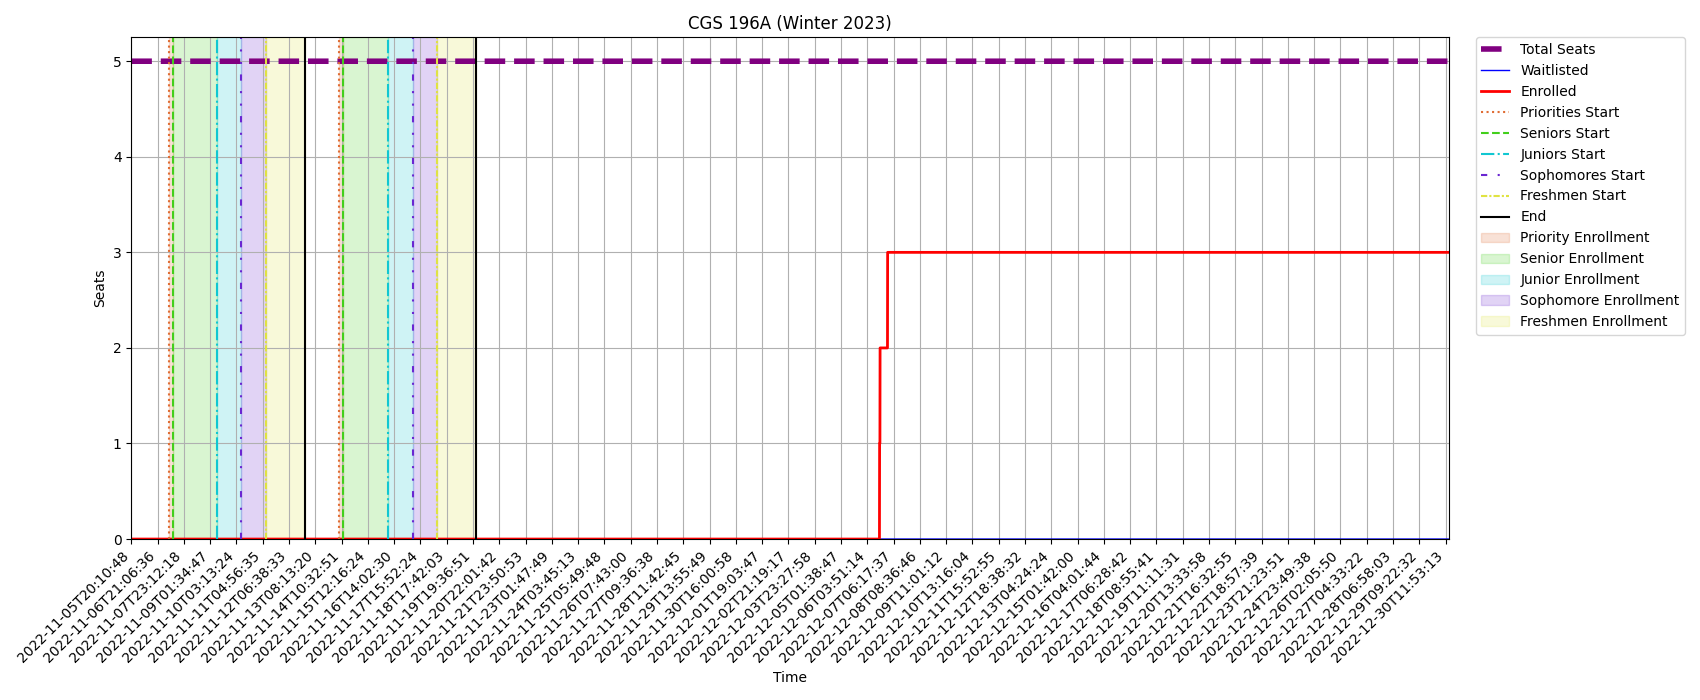 CGS 196A (Winter 2023)
Seats
5
4
3
2
1
0
2022-11-05T20:10:48
2022-11-06T21:06:36
2022-11-07T23:12:18
2022-11-09T01:34:47
2022-11-10T03:13:24
2022-11-11T04:56:35
2022-11-12T06:38:33
2022-11-13T08:13:20
2022-11-14T10:32:51
2022-11-15T12:16:24
2022-11-16T14:02:30
2022-11-17T15:52:24
2022-11-18T17:42:03
2022-11-19T19:36:51
2022-11-20T22:01:42
2022-11-21T23:50:53
2022-11-23T01:47:49
2022-11-24T03:45:13
2022-11-25T05:49:48
2022-11-26T07:43:00
2022-11-27T09:36:38
2022-11-28T11:42:45
2022-11-29T13:55:49
2022-11-30T16:00:58
2022-12-01T19:03:47
2022-12-02T21:19:17
2022-12-03T23:27:58
2022-12-05T01:38:47
2022-12-06T03:51:14
2022-12-07T06:17:37
2022-12-08T08:36:46
2022-12-09T11:01:12
2022-12-10T13:16:04
2022-12-11T15:52:55
2022-12-12T18:38:32
2022-12-13T04:24:24
2022-12-15T01:42:00
2022-12-16T04:01:44
2022-12-17T06:28:42
2022-12-18T08:55:41
2022-12-19T11:11:31
2022-12-20T13:33:58
2022-12-21T16:32:55
2022-12-22T18:57:39
2022-12-23T21:23:51
2022-12-24T23:49:38
2022-12-26T02:05:50
2022-12-27T04:33:22
2022-12-28T06:58:03
2022-12-29T09:22:32
2022-12-30T11:53:13
Time
Total Seats
Waitlisted
Enrolled
Priorities Start
Seniors Start
Juniors Start
Sophomores Start
Freshmen Start
End
Priority Enrollment
Senior Enrollment
Junior Enrollment
Sophomore Enrollment
Freshmen Enrollment